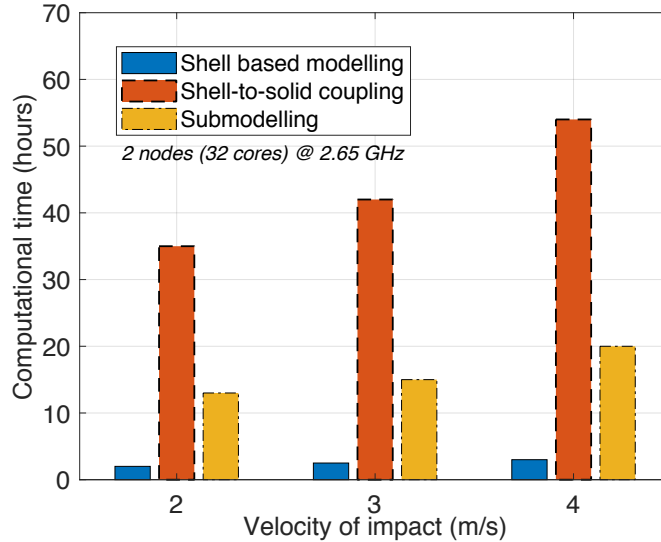 70
60
50
40
30
20
10
0
Computational time (hours)
Shell based modelling
Shell-to-solid coupling
Submodelling
2 nodes (32 cores) @ 2.65 GHz
2
3
4
Velocity of impact (m/s)